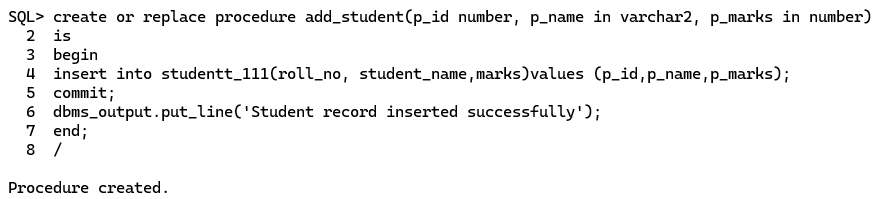 SQL> create or replace procedure add_student(p_id number, p_name in varchar2, p_marks in number)
  2  is
  3  begin
  4  insert into studentt_111(roll_no, student_name,marks)values (p_id,p_name,p_marks);
  5  commit;
  6  dbms_output.put_line('Student record inserted successfully');
  7  end;
  8  /
Procedure created.